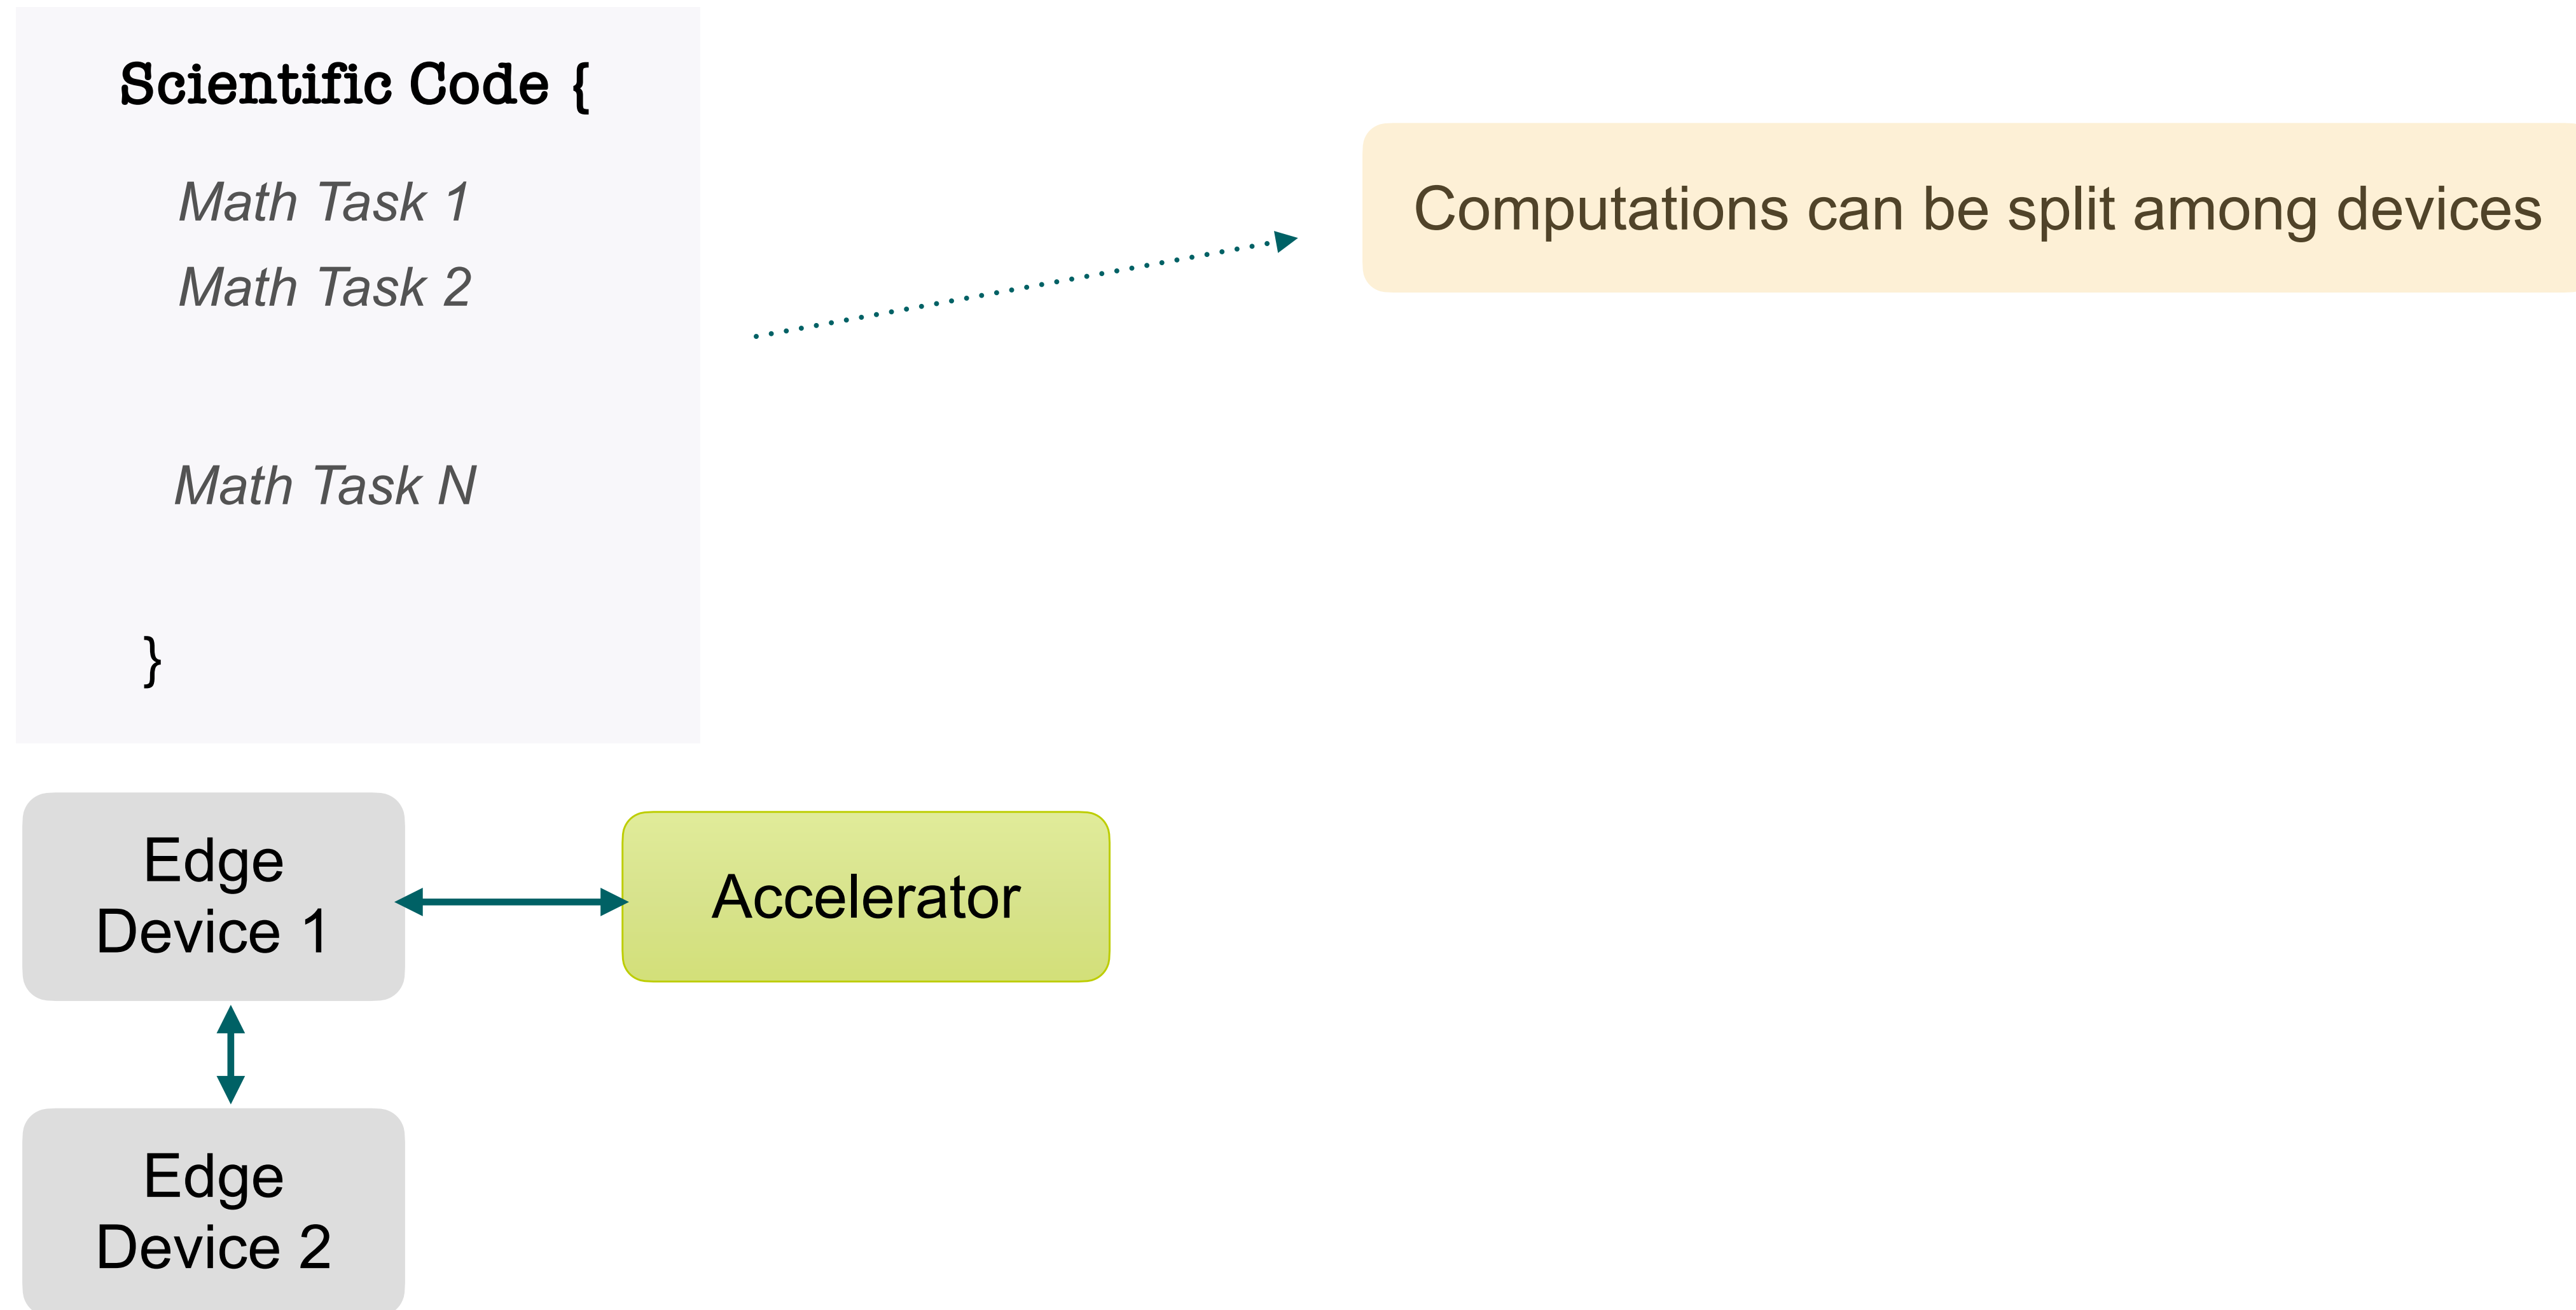 Scientific Code {
Math Task 1
Math Task 2
Math Task N
}
Computations can be split among devices
Edge
Device 1
Accelerator
Edge
Device 2